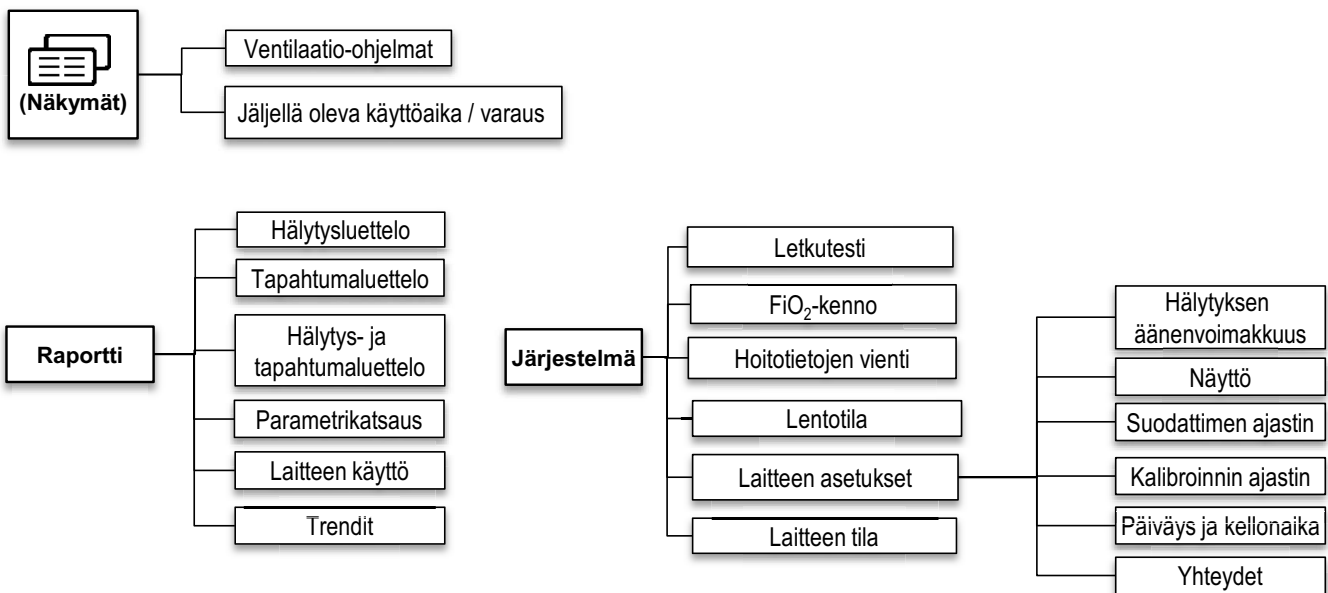 (Näkymät)
Ventilaatio-ohjelmat
Jäljellä oleva käyttöaika / varaus
Raportti
Hälytysluettelo
Tapahtumaluettelo
Hälytys- ja
tapahtumaluettelo
Parametrikatsaus
Laitteen käyttö
Trendit
Järjestelmä
Letkutesti
FiO₂-kenno
Hoitotietojen vienti
Lentotila
Laitteen asetukset
Laitteen tila
Hälytyksen
äänenvoimakkuus
Näyttö
Suodattimen ajastin
Kalibroinnin ajastin
Päiväys ja kellonaika
Yhteydet